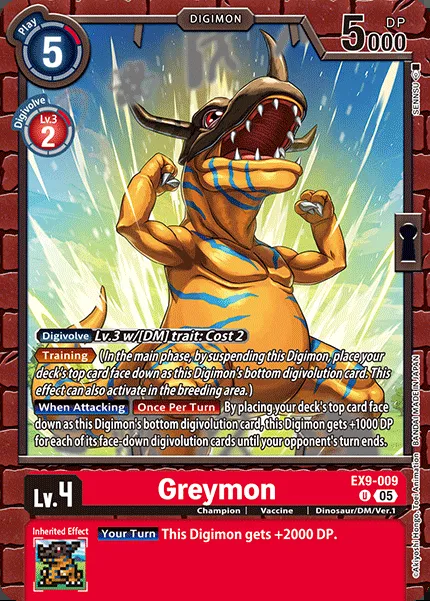 DIGIMON
Play
5
DP
5000
Digivolve
Lv.3
2
SENNSU
Digivolve Lv.3 w/[DM] trait: Cost 2
Training (In the main phase, by suspending this Digimon, place your
deck's top card face down as this Digimon's bottom digivolution card. This
effect can also activate in the breeding area.)
When Attacking Once Per Turn By placing your deck's top card face
down as this Digimon's bottom digivolution card, this Digimon gets +1000 DP
for each of its face-down digivolution cards until your opponent's turn ends.
©Akiyoshi Hongo, Toei Animation BANDAI MADE IN JAPAN
Lv.4
Greymon
EX9-009
U 05
Champion | Vaccine | Dinosaur/DM/Ver.1
Inherited Effect
Your Turn This Digimon gets +2000 DP.